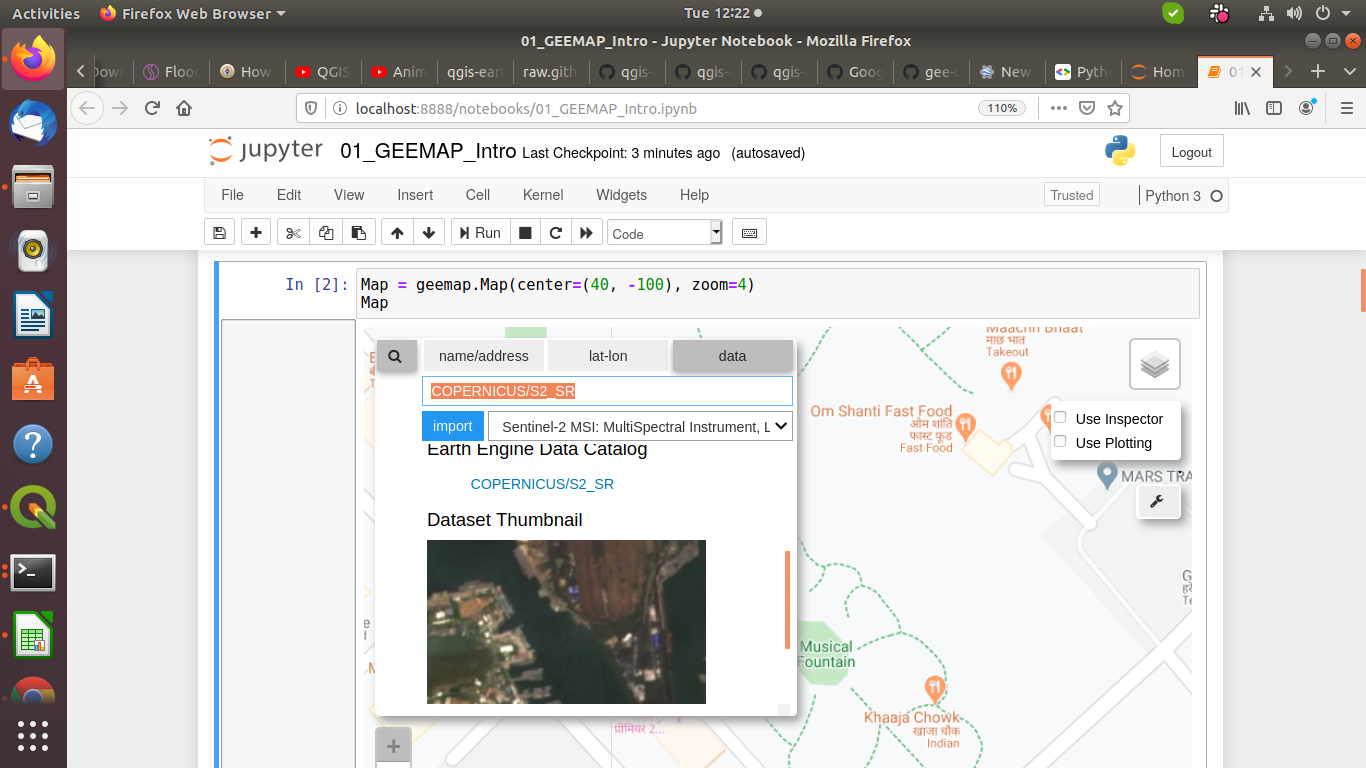 Activities Firefox Web Browser Tue 12:22
01_GEEMAP_Intro - Jupyter Notebook - Mozilla Firefox
Flood How QGIS Anim qgis-ear raw.gith qgis- qgis- qgis- Goog gee- New Pyth Hom 01
localhost:8888/notebooks/01_GEEMAP_Intro.ipynb 110%
jupyter 01_GEEMAP_Intro Last Checkpoint: 3 minutes ago (autosaved) Logout
File Edit View Insert Cell Kernel Widgets Help Trusted Python 3
Run Code
In [2]: Map = geemap.Map(center=(40, -100), zoom=4)
Map
name/address lat-lon data
COPERNICUS/S2_SR
import Sentinel-2 MSI: MultiSpectral Instrument, L
Earth Engine Data Catalog
COPERNICUS/S2_SR
Dataset Thumbnail
Maachh Bhaat
माछ भात
Takeout
Om Shanti Fast Food
ओम शांति
फास्ट फूड
Fast Food
Use Inspector
Use Plotting
MARS TRA
Musical
Fountain
Khaaja Chowk
खाजा चौक
Indian
प्रीमियर 2...
+